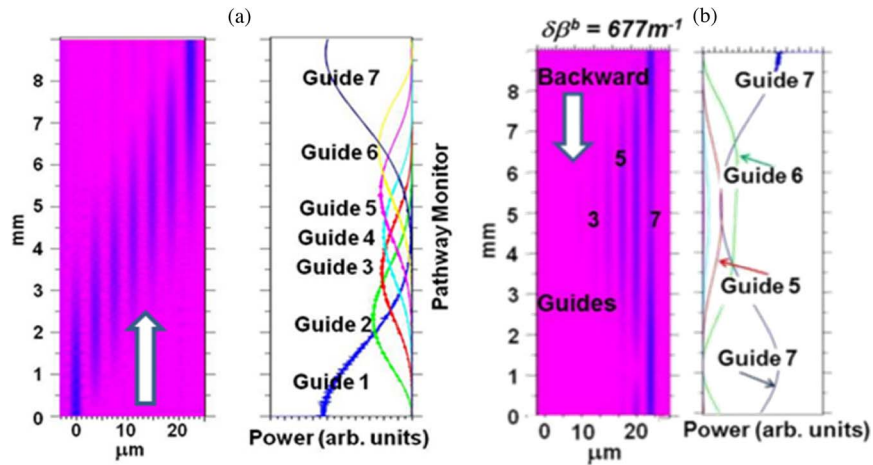 (a)
8
7
6
5
4
3
2
1
0
mm
0
10
20
μm
Guide 7
Guide 6
Guide 5
Guide 4
Guide 3
Guide 2
Guide 1
Pathway Monitor
Power (arb. units)
(b)
δβᵇ = 677m⁻¹
Backward
8
7
6
5
4
3
2
1
0
mm
5
3
7
Guides
0
10
20
μm
Guide 7
Guide 6
Guide 5
Guide 7
Power (arb. units)